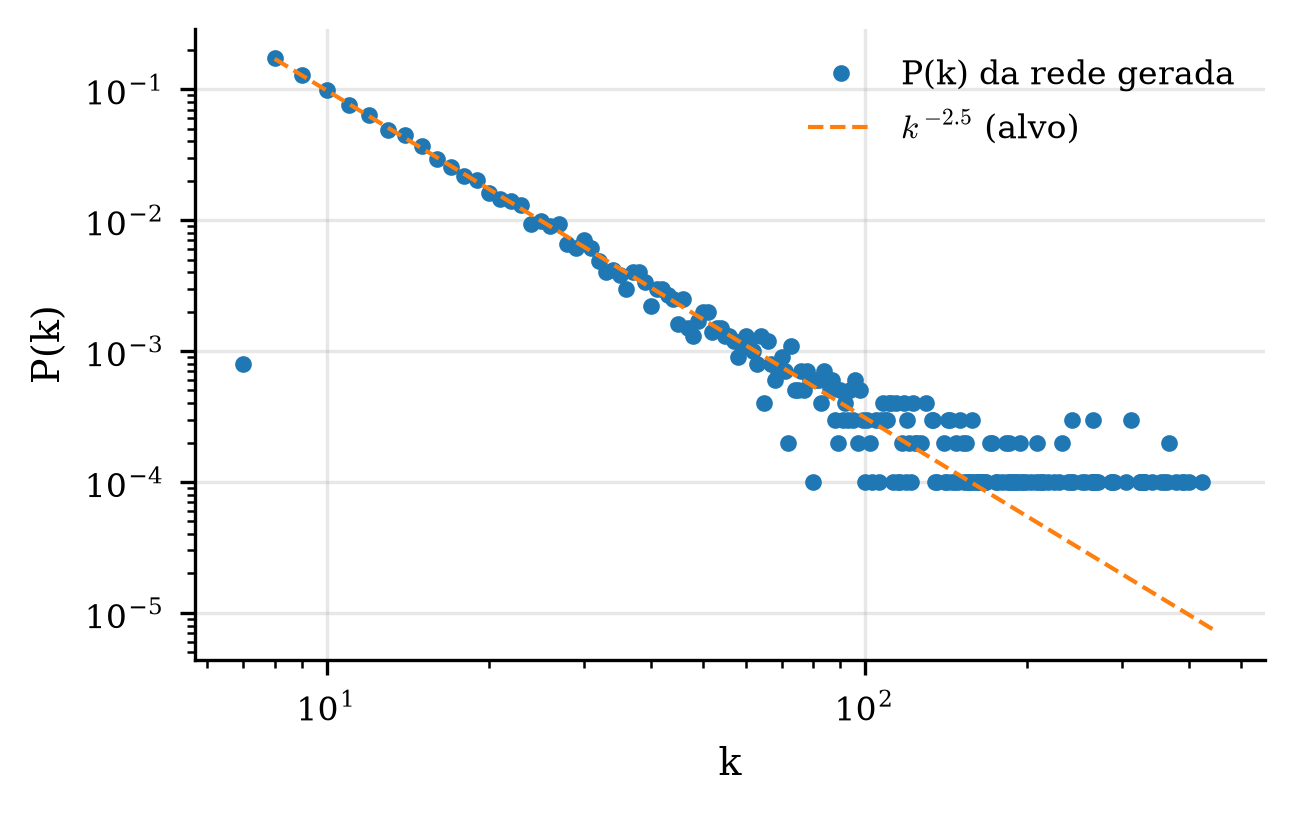 P(k) da rede gerada
k^{-2.5} (alvo)
P(k)
10^{-1}
10^{-2}
10^{-3}
10^{-4}
10^{-5}
10^1
10^2
k